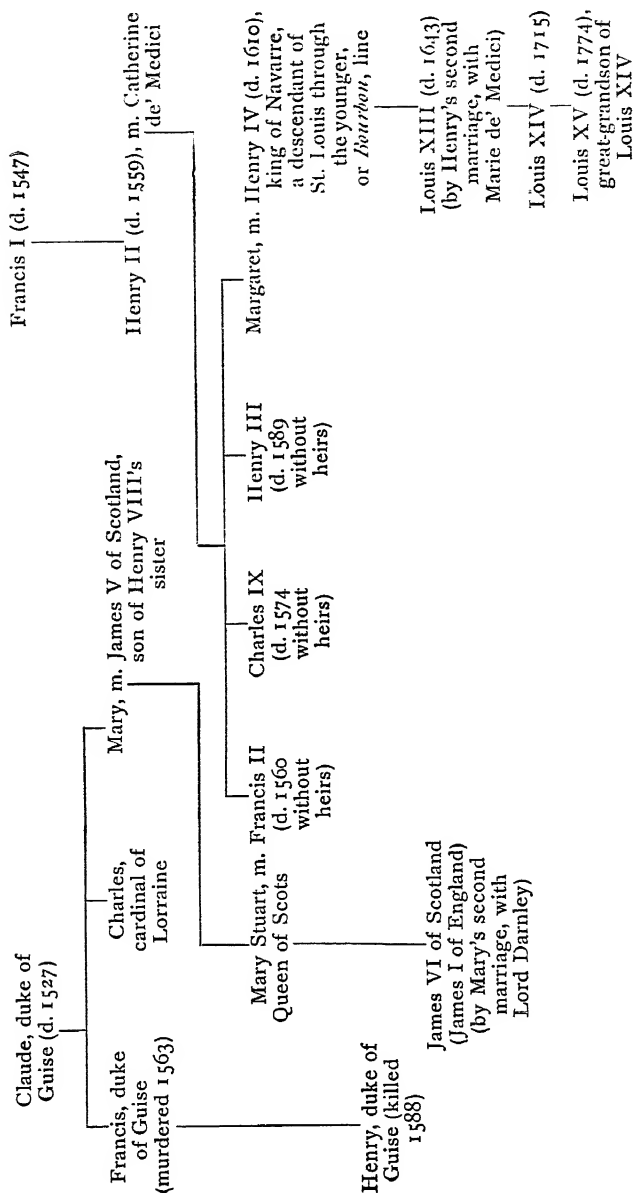 Francis I (d. 1547)
Henry II (d. 1559), m. Catherine
de' Medici
Claude, duke of
Guise (d. 1527)
Francis, duke
of Guise
(murdered 1563)
Charles,
cardinal of
Lorraine
Mary, m. James V of Scotland,
son of Henry VIII's
sister
Mary Stuart, m. Francis II
Queen of Scots
(d. 1560
without
heirs)
Charles IX
(d. 1574
without
heirs)
Henry III
(d. 1589
without
heirs)
Margaret, m. Henry IV (d. 1610),
king of Navarre,
a descendant of
St. Louis through
the younger,
or Bourbon, line
Henry, duke of
Guise (killed
1588)
James VI of Scotland
(James I of England)
(by Mary's second
marriage, with
Lord Darnley)
Louis XIII (d. 1643)
(by Henry's second
marriage, with
Marie de' Medici)
Louis XIV (d. 1715)
Louis XV (d. 1774),
great-grandson of
Louis XIV